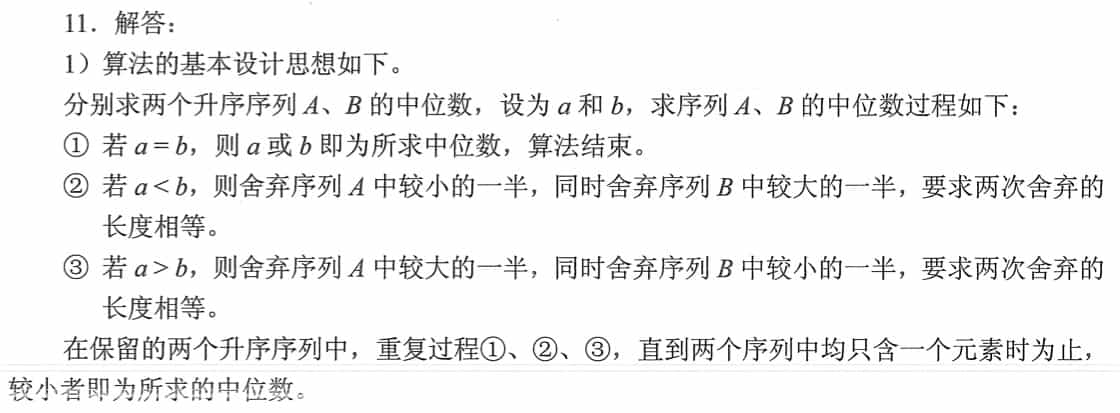 11．解答：
1）算法的基本设计思想如下。
分别求两个升序序列 A、B 的中位数，设为 a 和 b，求序列 A、B 的中位数过程如下：
① 若 a = b，则 a 或 b 即为所求中位数，算法结束。
② 若 a < b，则舍弃序列 A 中较小的一半，同时舍弃序列 B 中较大的一半，要求两次舍弃的
长度相等。
③ 若 a > b，则舍弃序列 A 中较大的一半，同时舍弃序列 B 中较小的一半，要求两次舍弃的
长度相等。
在保留的两个升序序列中，重复过程①、②、③，直到两个序列中均只含一个元素时为止，
较小者即为所求的中位数。